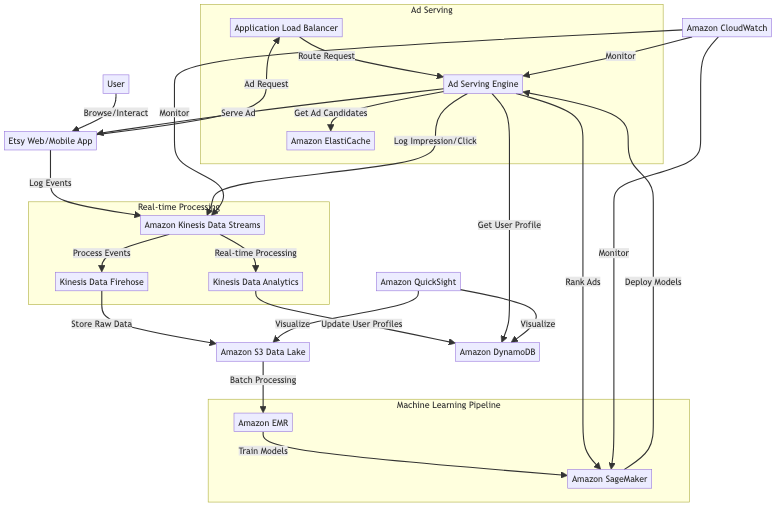 Ad Serving
Application Load Balancer
Amazon CloudWatch
Route Request
Monitor
User
Ad Request
Ad Serving Engine
Browse/Interact
Monitor
Serve Ad
Get Ad Candidates
Etsy Web/Mobile App
Amazon ElastiCache
Log Impression/Click
Log Events
Real-time Processing
Amazon Kinesis Data Streams
Get User Profile
Process Events
Real-time Processing
Monitor
Kinesis Data Firehose
Kinesis Data Analytics
Amazon QuickSight
Rank Ads
Deploy Models
Store Raw Data
Visualize
Update User Profiles
Visualize
Amazon S3 Data Lake
Amazon DynamoDB
Batch Processing
Machine Learning Pipeline
Amazon EMR
Train Models
Amazon SageMaker